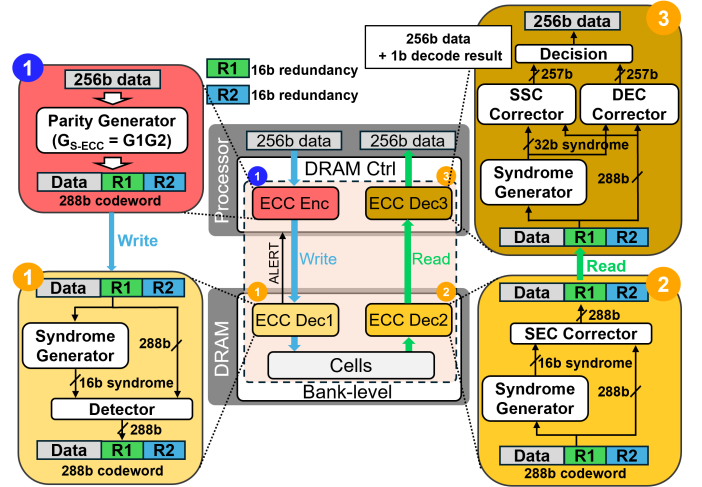 1
256b data
Parity Generator
(GS-ECC = G1G2)
Data R1 R2
288b codeword
Write
1
Data R1 R2
Syndrome
Generator
288b
16b syndrome
Detector
288b
Data R1 R2
288b codeword
R1 16b redundancy
R2 16b redundancy
256b data
+ 1b decode result
Processor
256b data
256b data
DRAM Ctrl
1
3
ECC Enc
ECC Dec3
ALERT
Write
Read
DRAM
1
2
ECC Dec1
ECC Dec2
Cells
Bank-level
3
256b data
Decision
257b
257b
SSC
Corrector
DEC
Corrector
32b syndrome
Syndrome
Generator
288b
Data R1 R2
Read
2
Data R1 R2
288b
SEC Corrector
16b syndrome
Syndrome
Generator
288b
Data R1 R2
288b codeword